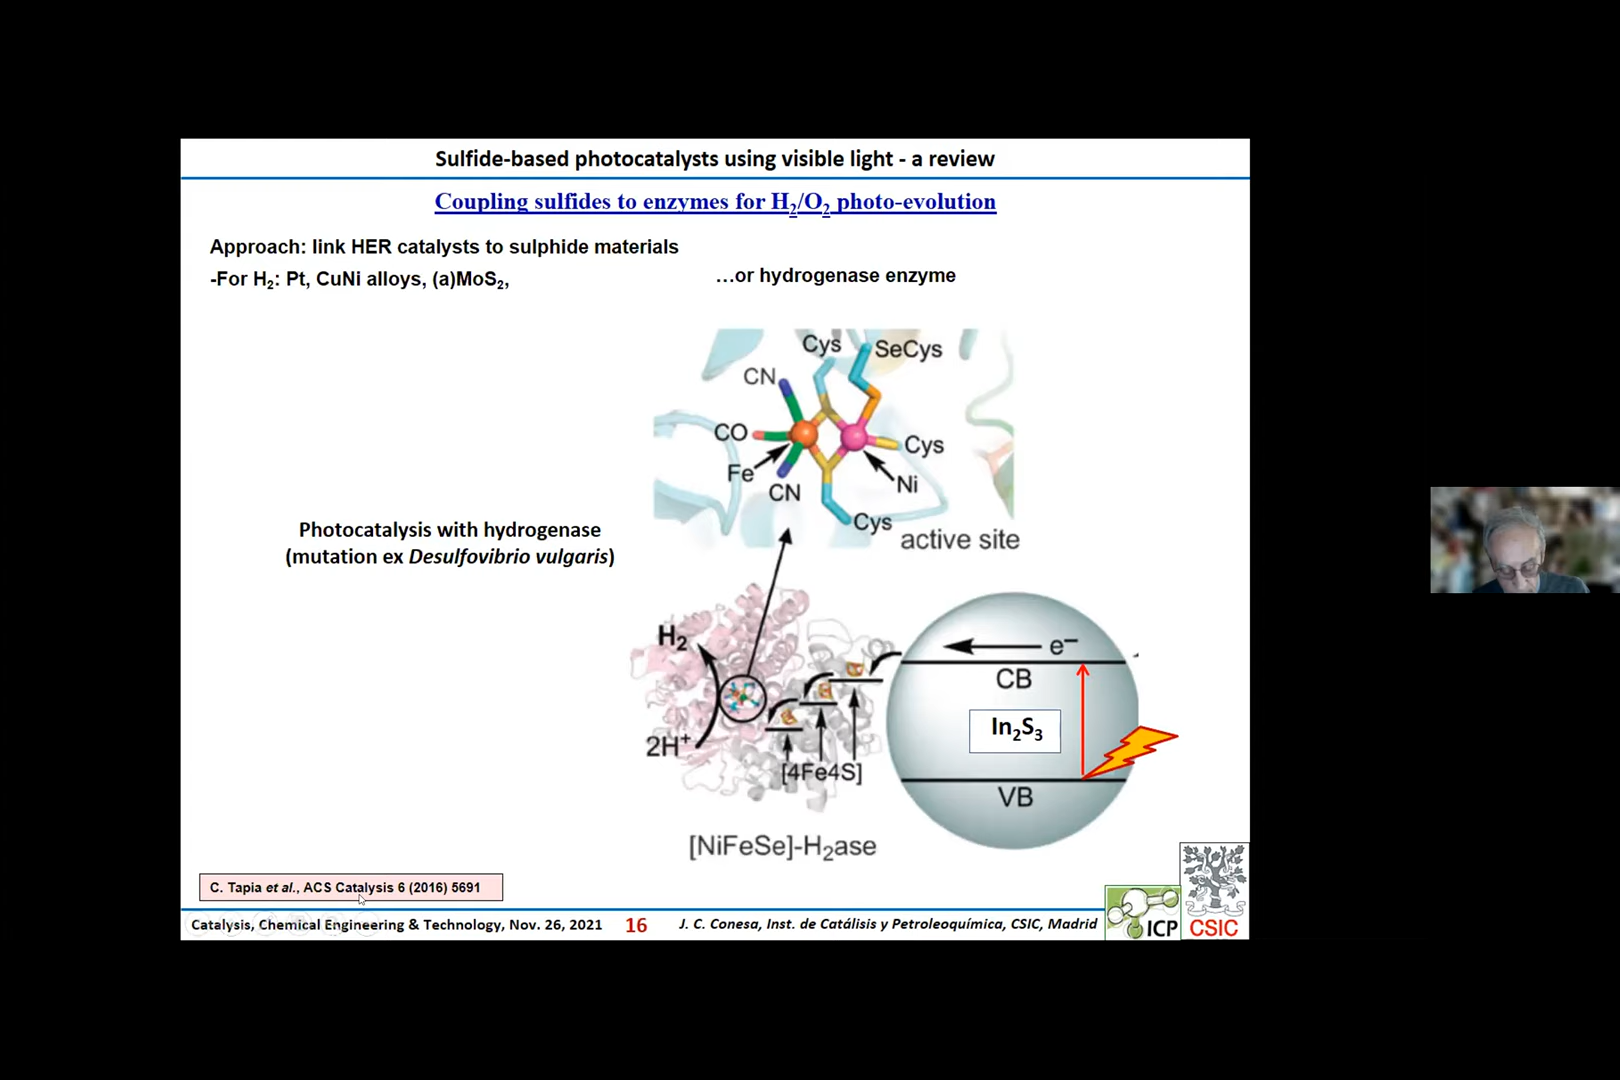 Sulfide-based photocatalysts using visible light - a review
Coupling sulfides to enzymes for H₂/O₂ photo-evolution
Approach: link HER catalysts to sulphide materials
-For H₂: Pt, CuNi alloys, (a)MoS₂,
…or hydrogenase enzyme
Cys
SeCys
CN
CO
Cys
Fe
CN
Ni
Cys
active site
Photocatalysis with hydrogenase
(mutation ex Desulfovibrio vulgaris)
H₂
e⁻
CB
In₂S₃
2H⁺
[4Fe4S]
VB
[NiFeSe]-H₂ase
C. Tapia et al., ACS Catalysis 6 (2016) 5691
Catalysis, Chemical Engineering & Technology, Nov. 26, 2021
16
J. C. Conesa, Inst. de Catálisis y Petroleoquímica, CSIC, Madrid
ICP
CSIC